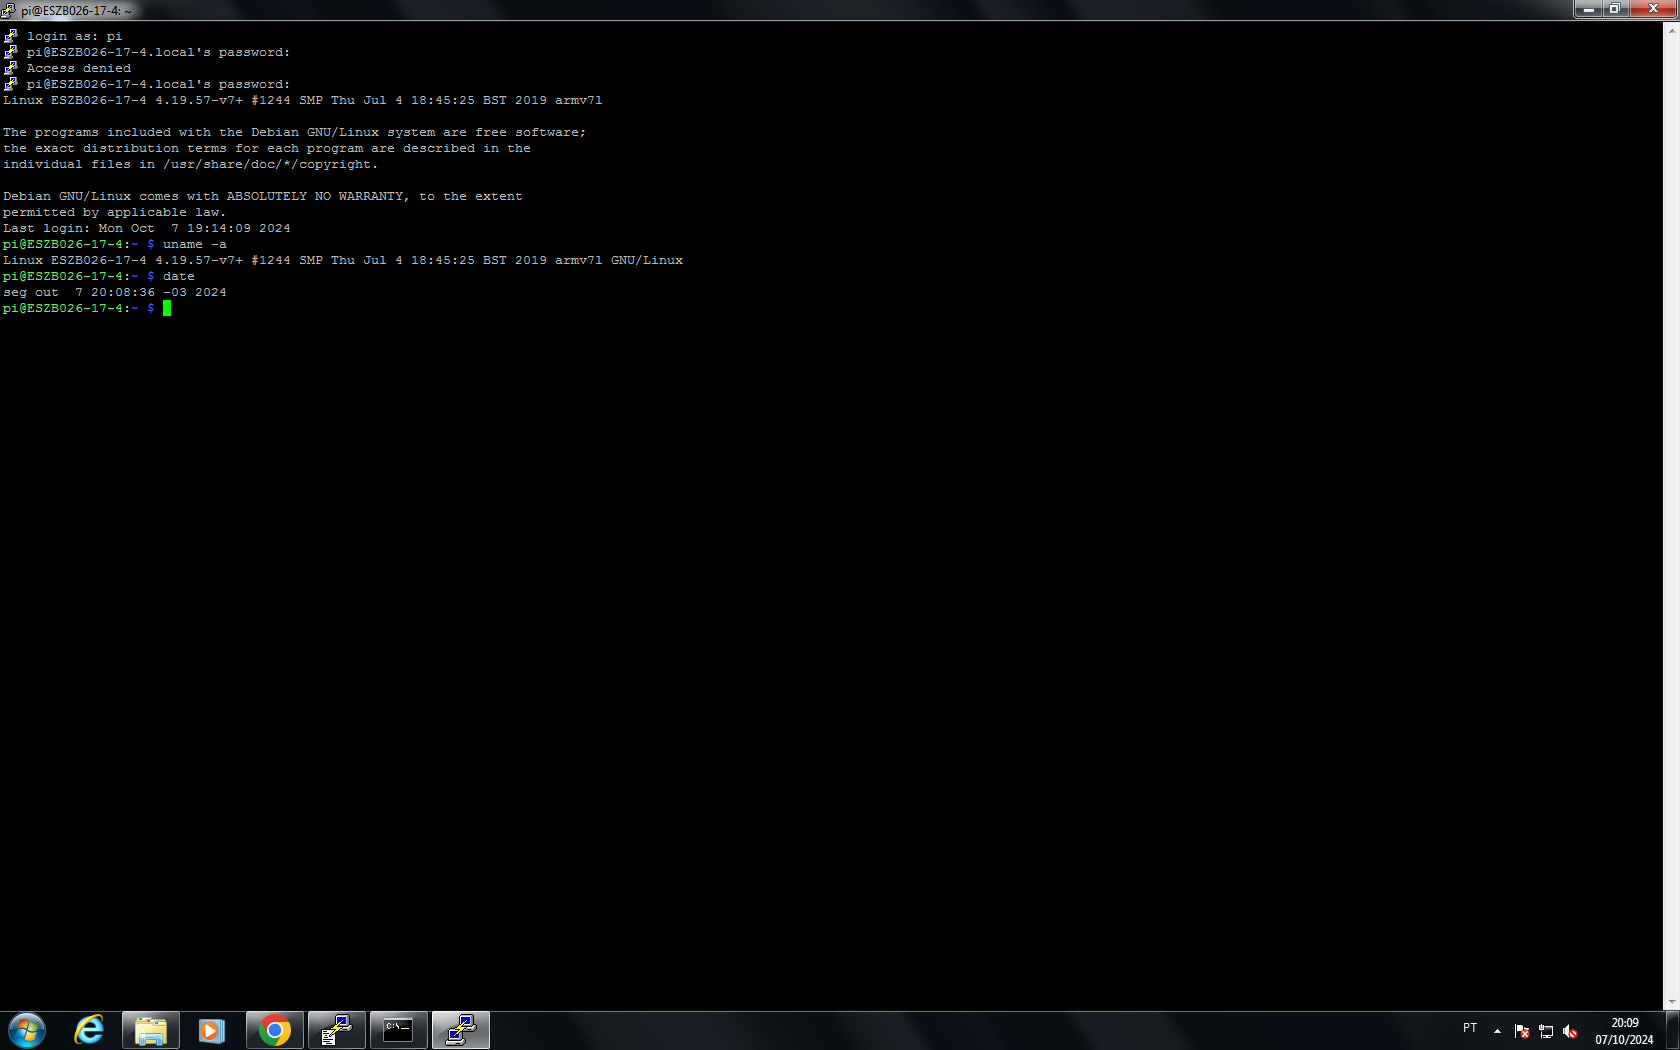 pi@ESZB026-17-4: ~
login as: pi
pi@ESZB026-17-4.local's password:
Access denied
pi@ESZB026-17-4.local's password:
Linux ESZB026-17-4 4.19.57-v7+ #1244 SMP Thu Jul 4 18:45:25 BST 2019 armv7l
The programs included with the Debian GNU/Linux system are free software;
the exact distribution terms for each program are described in the
individual files in /usr/share/doc/*/copyright.
Debian GNU/Linux comes with ABSOLUTELY NO WARRANTY, to the extent
permitted by applicable law.
Last login: Mon Oct  7 19:14:09 2024
pi@ESZB026-17-4:~ $ uname -a
Linux ESZB026-17-4 4.19.57-v7+ #1244 SMP Thu Jul 4 18:45:25 BST 2019 armv7l GNU/Linux
pi@ESZB026-17-4:~ $ date
seg out  7 20:08:36 -03 2024
pi@ESZB026-17-4:~ $
C:\_
PT
20:09
07/10/2024